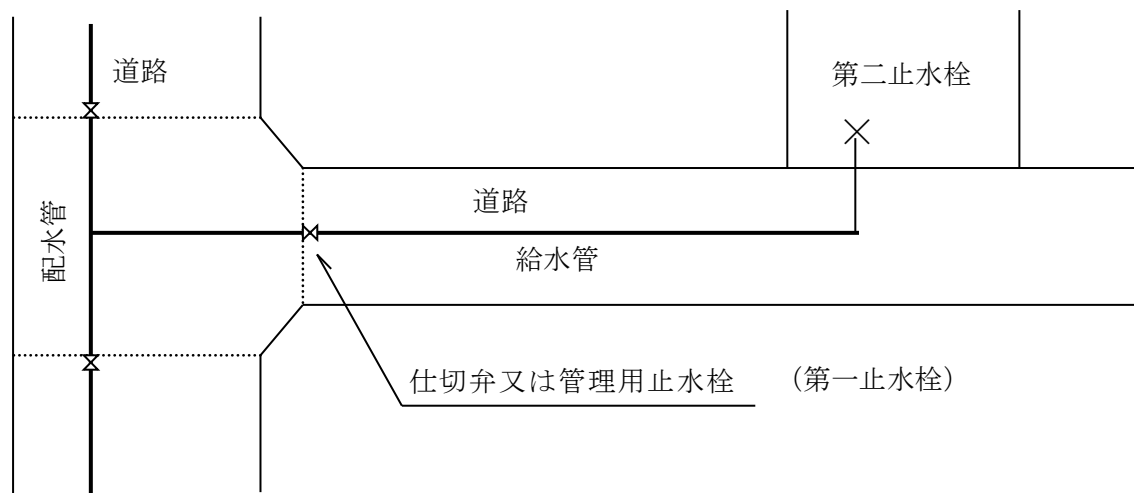 道路
第二止水栓
道路
配水管
給水管
仕切弁又は管理用止水栓 （第一止水栓）